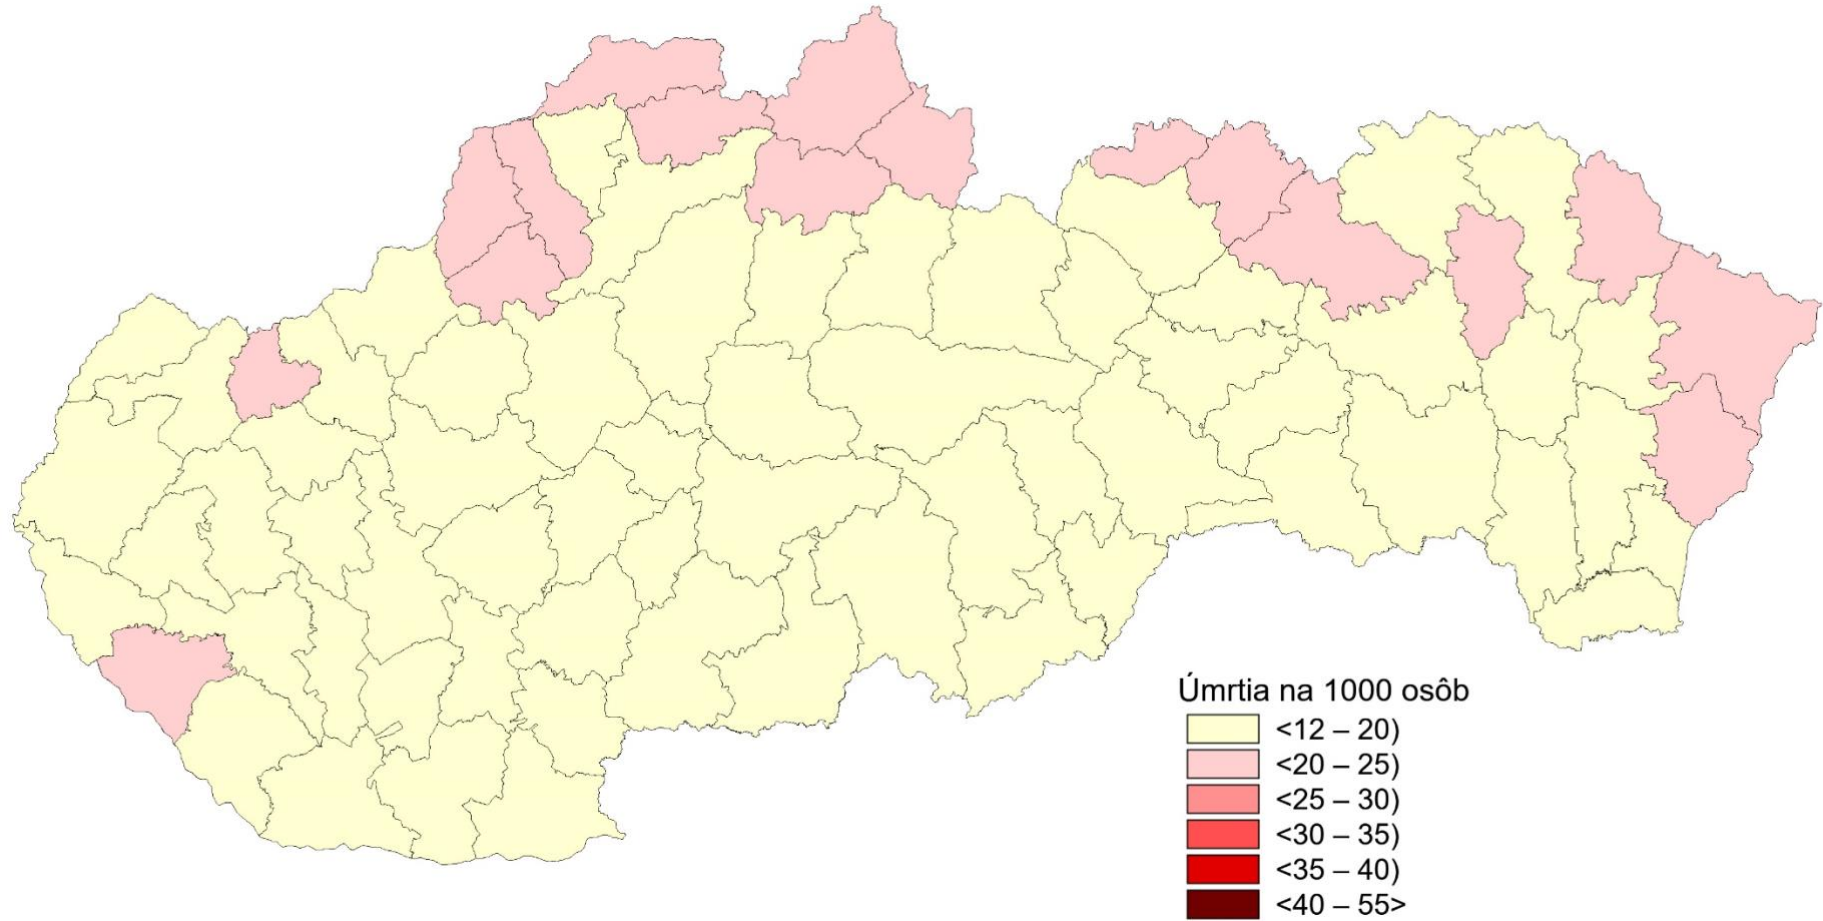 Úmrtia na 1000 osôb
<12 – 20)
<20 – 25)
<25 – 30)
<30 – 35)
<35 – 40)
<40 – 55>